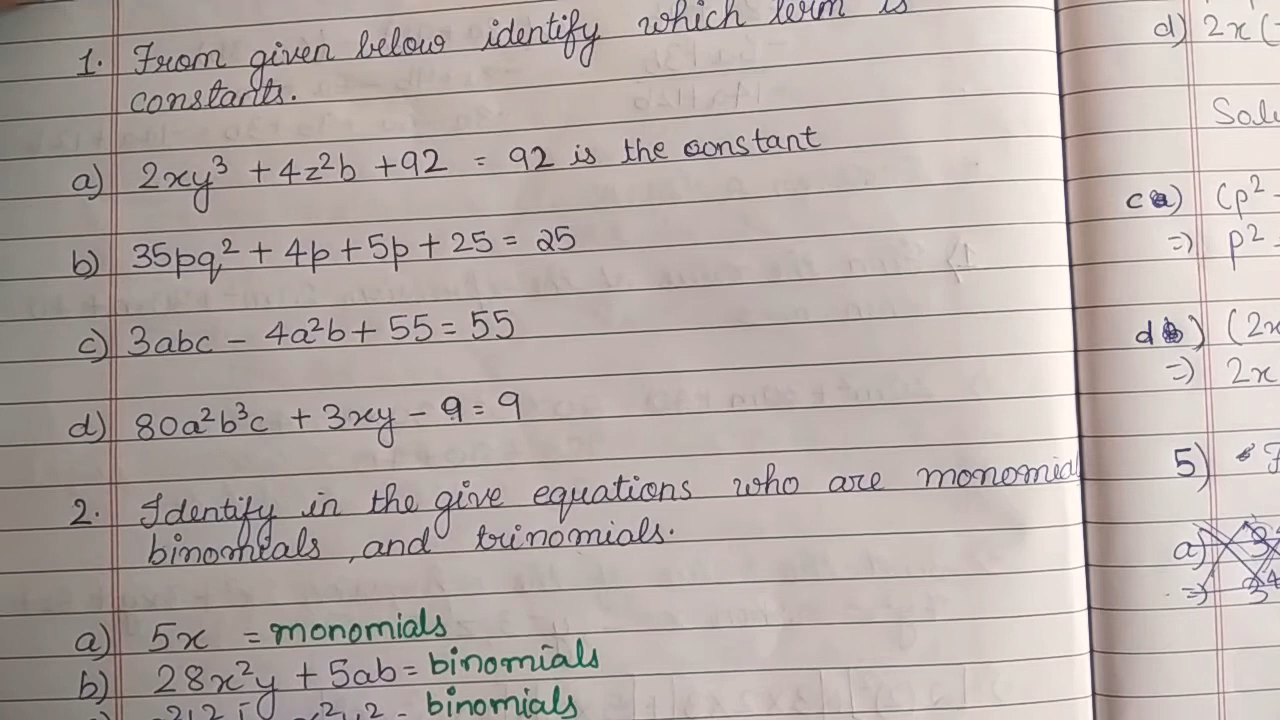 1. From given below identify which term is
constants.
a) 2xy³ + 4z²b + 92 = 92 is the constant
b) 35pq² + 4p + 5p + 25 = 25
c) 3abc - 4a²b + 55 = 55
d) 80a²b³c + 3xy - 9 = 9
2. Identify in the give equations who are monomial
binomials, and trinomials.
a) 5x = monomials
b) 28x²y + 5ab = binomials
binomials
d) 2x(-
Solu
c) (p² -
=> p² -
d) (2x
=> 2x
5)
a)
=>